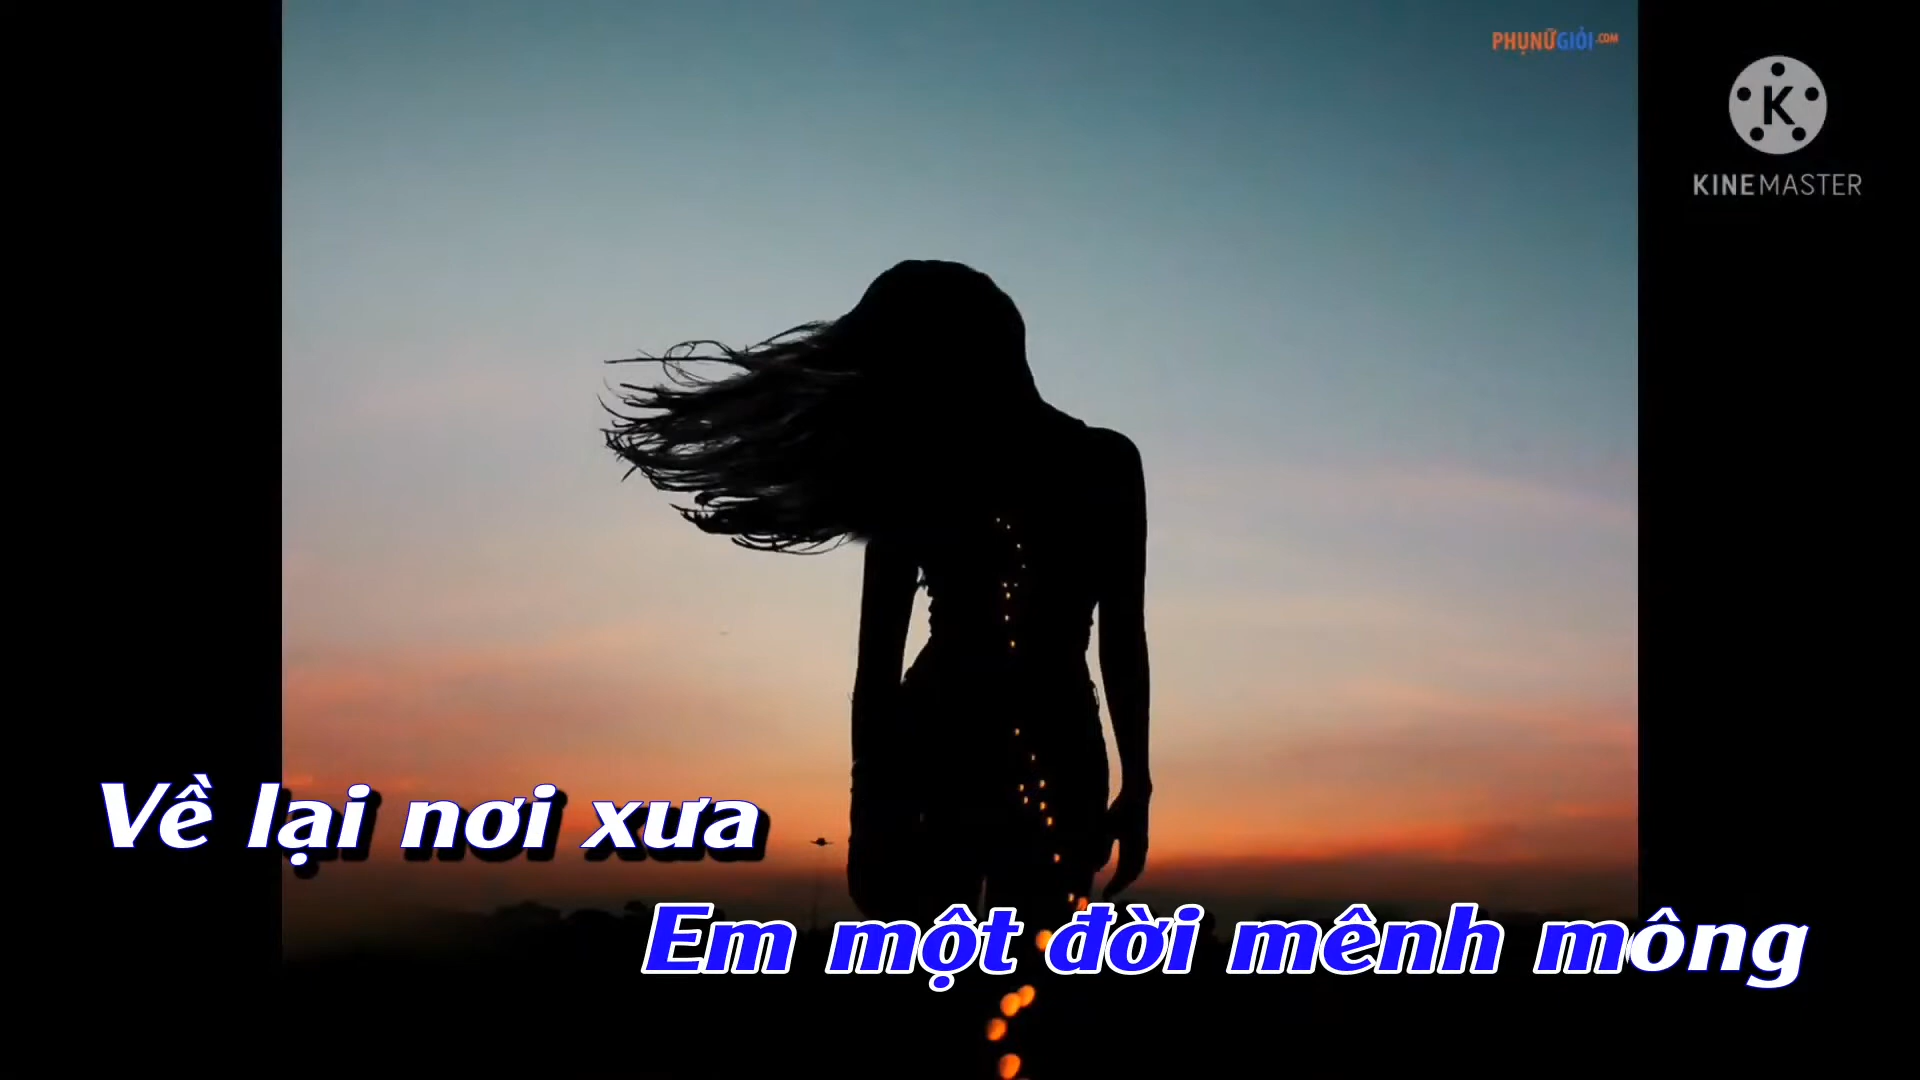 PHỤNỮGIỎI.COM
K
KINEMASTER
Về lại nơi xưa
Em một đời mênh mông